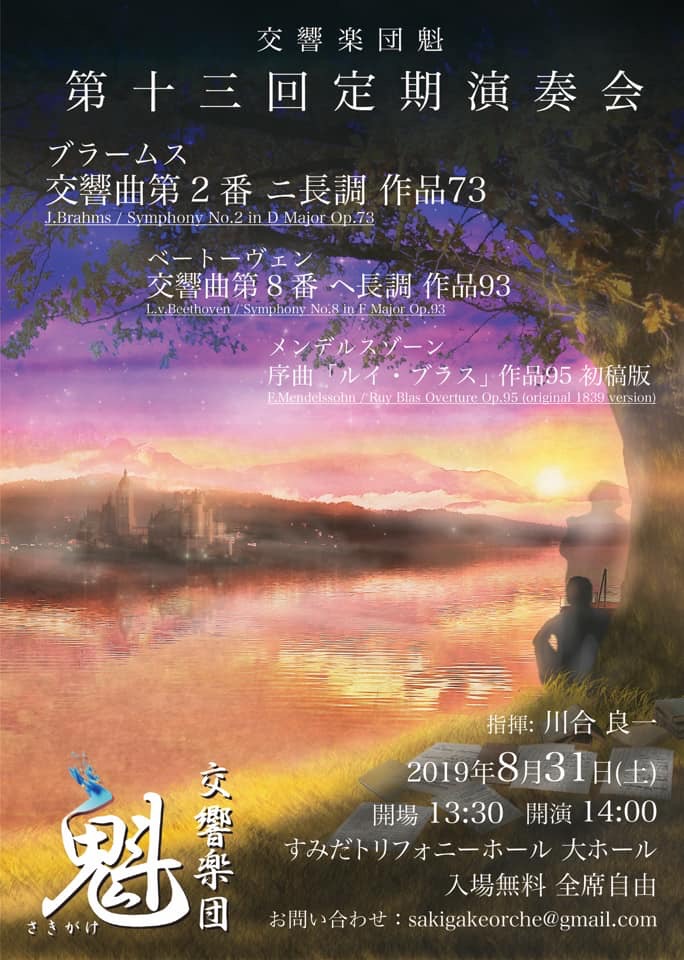 交響楽団魁
第十三回定期演奏会
ブラームス
交響曲第2番 ニ長調 作品73
J.Brahms / Symphony No.2 in D Major Op.73
ベートーヴェン
交響曲第8番 ヘ長調 作品93
L.v.Beethoven / Symphony No.8 in F Major Op.93
メンデルスゾーン
序曲「ルイ・ブラス」作品95 初稿版
F.Mendelssohn / Ruy Blas Overture Op.95 (original 1839 version)
指揮: 川合 良一
2019年8月31日(土)
開場 13:30 開演 14:00
すみだトリフォニーホール 大ホール
入場無料 全席自由
お問い合わせ：sakigakeorche@gmail.com
交響楽団
魁
さきがけ